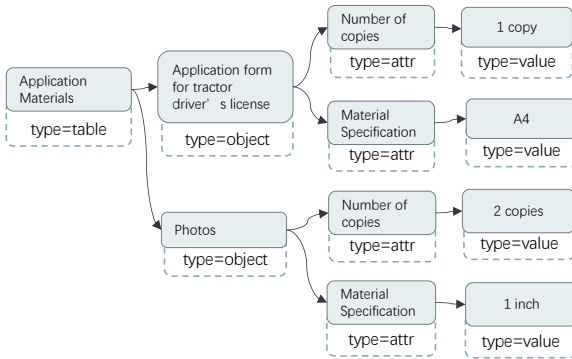 Application
Materials
type=table
Application form
for tractor
driver’ s license
type=object
Number of
copies
type=attr
1 copy
type=value
Material
Specification
type=attr
A4
type=value
Photos
type=object
Number of
copies
type=attr
2 copies
type=value
Material
Specification
type=attr
1 inch
type=value